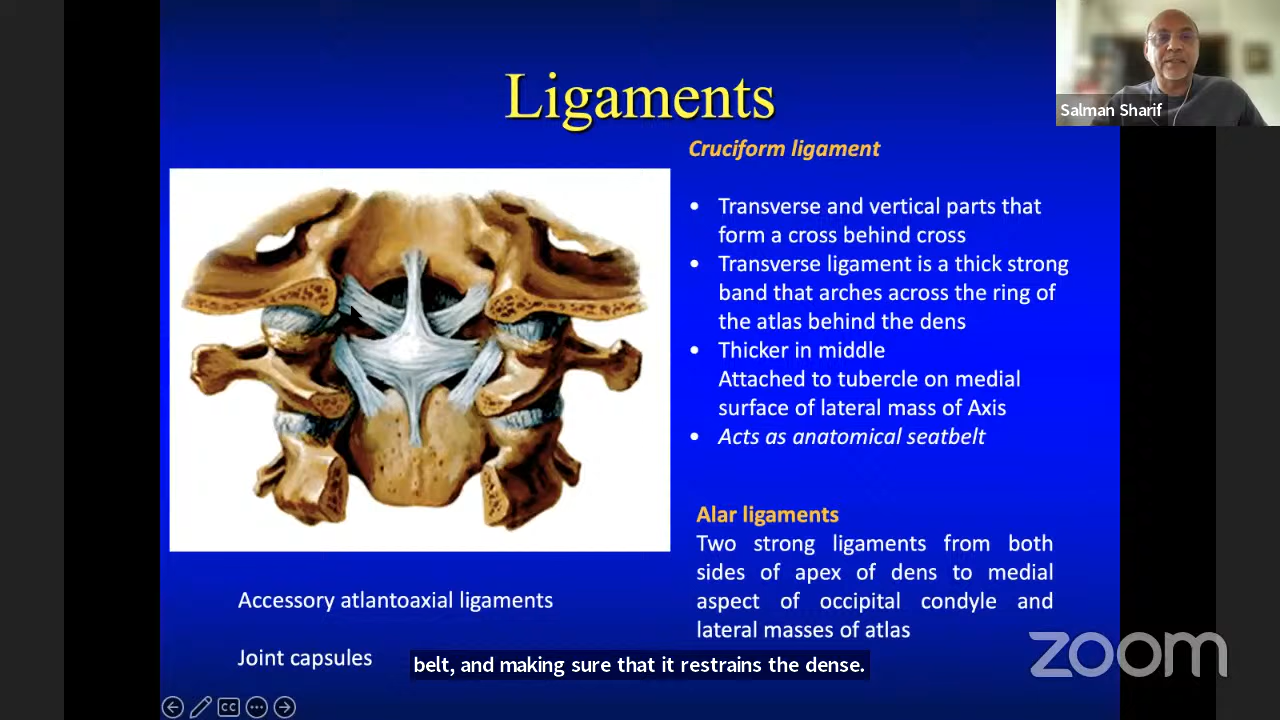 Ligaments
Salman Sharif
Cruciform ligament
• Transverse and vertical parts that
form a cross behind cross
• Transverse ligament is a thick strong
band that arches across the ring of
the atlas behind the dens
• Thicker in middle
Attached to tubercle on medial
surface of lateral mass of Axis
• Acts as anatomical seatbelt
Alar ligaments
Two strong ligaments from both
sides of apex of dens to medial
aspect of occipital condyle and
lateral masses of atlas
Accessory atlantoaxial ligaments
Joint capsules
belt, and making sure that it restrains the dense.
zoom
CC